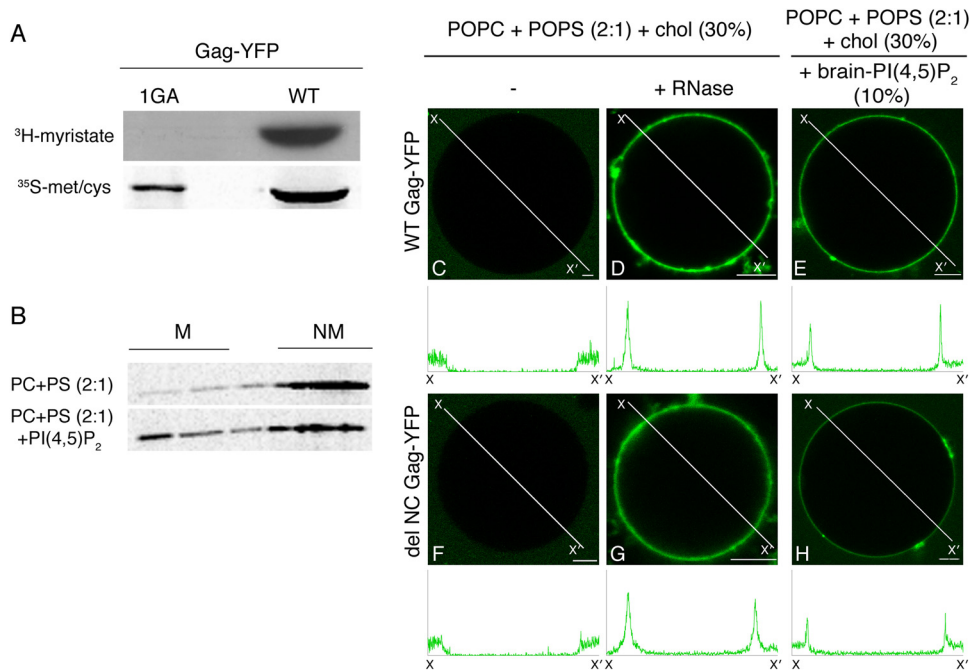 A
Gag-YFP
1GA WT
³H-myristate
³⁵S-met/cys
B
M NM
PC+PS (2:1)
PC+PS (2:1)
+PI(4,5)P₂
POPC + POPS (2:1) + chol (30%)
POPC + POPS (2:1)
+ chol (30%)
- + RNase
+ brain-PI(4,5)P₂
(10%)
WT Gag-YFP
X X X
X' X' X'
C D E
X X' X X' X X'
del NC Gag-YFP
X X X
X' X' X'
F G H
X X' X X' X X'